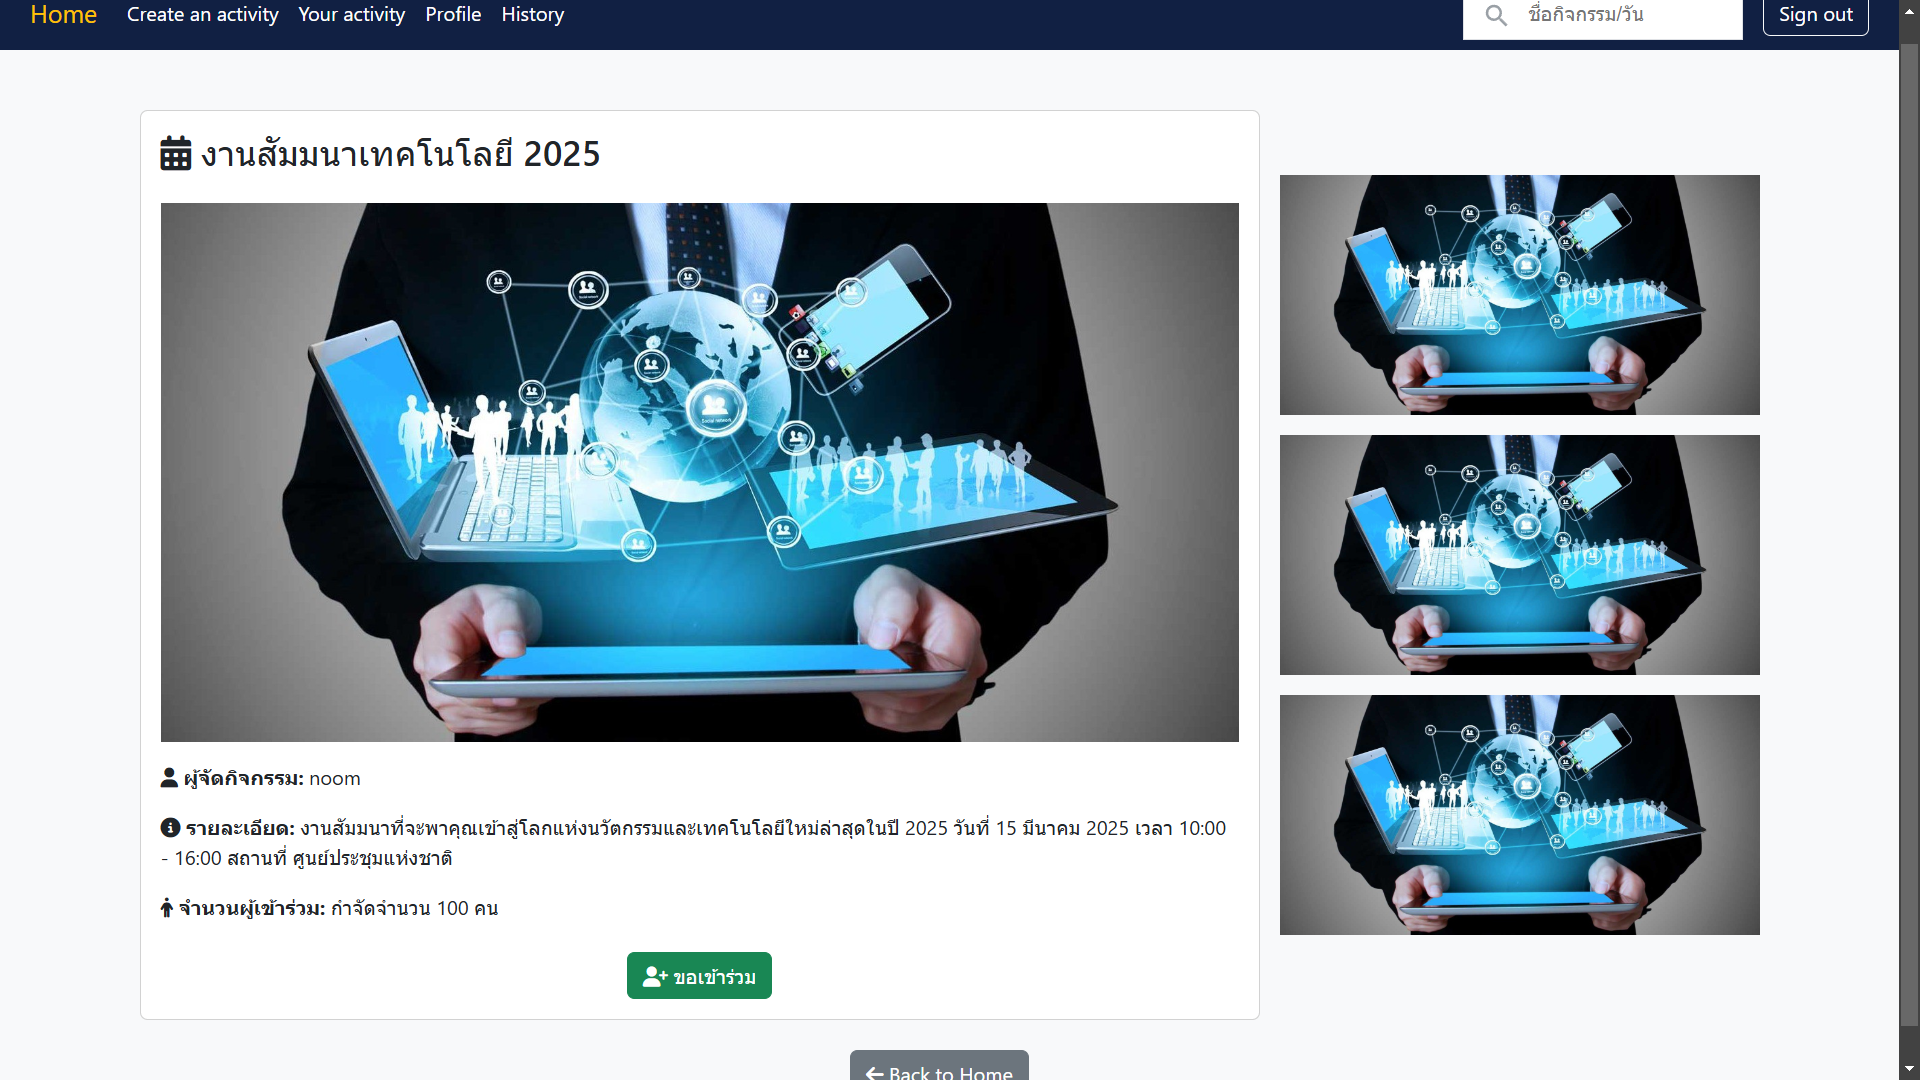 Home Create an activity Your activity Profile History ชื่อกิจกรรม/วัน Sign out
งานสัมมนาเทคโนโลยี 2025
ผู้จัดกิจกรรม: noom
รายละเอียด: งานสัมมนาที่จะพาคุณเข้าสู่โลกแห่งนวัตกรรมและเทคโนโลยีใหม่ล่าสุดในปี 2025 วันที่ 15 มีนาคม 2025 เวลา 10:00
- 16:00 สถานที่ ศูนย์ประชุมแห่งชาติ
จำนวนผู้เข้าร่วม: กำจัดจำนวน 100 คน
ขอเข้าร่วม
Back to Home